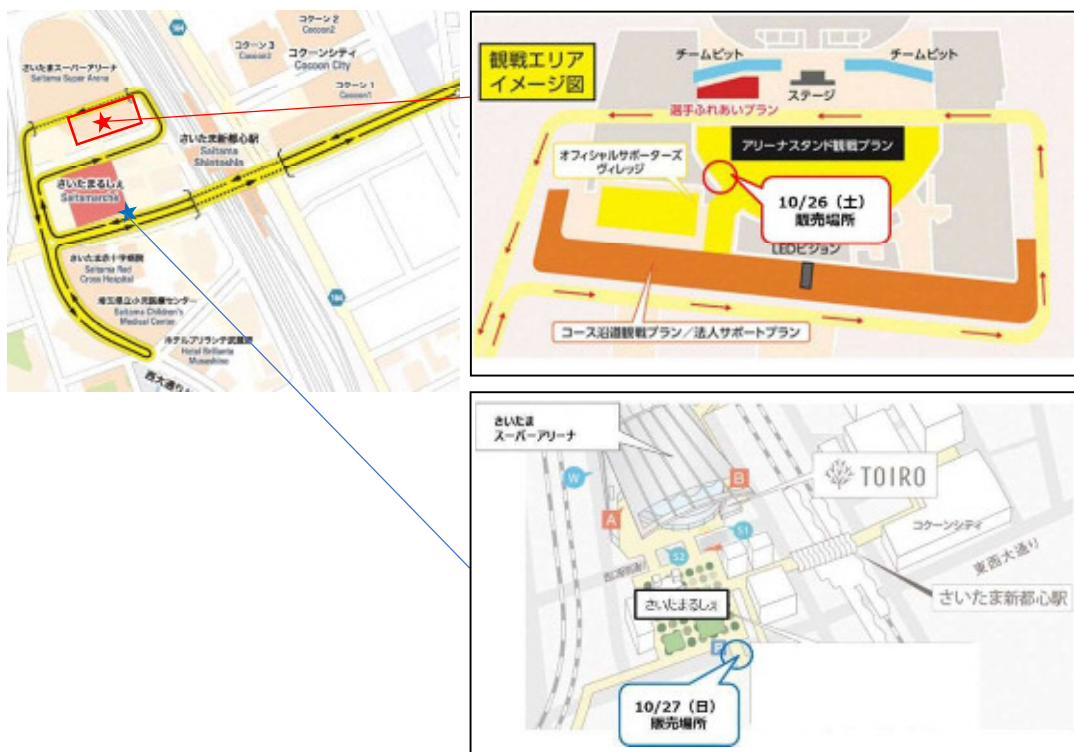 164
コクーン2
Cocoon2
コクーン3
Cocoon3
コクーンシティ
Cocoon City
コクーン1
Cocoon1
さいたまスーパーアリーナ
Saitama Super Arena
さいたま新都心駅
Saitama
Shintoshin
さいたまるしぇ
Saitamarche
さいたま赤十字病院
Saitama Red
Cross Hospital
埼玉県立小児医療センター
Saitama Children's
Medical Center
ホテルブリランテ武蔵野
Hotel Brillante
Musashino
164
西大通り
観戦エリア
イメージ図
チームピット
チームピット
ステージ
選手ふれあいプラン
アリーナスタンド観戦プラン
オフィシャルサポーターズ
ヴィレッジ
10/26(土)
販売場所
LEDビジョン
コース沿道観戦プラン/法人サポートプラン
さいたま
スーパーアリーナ
W
B
TOIRO
A
S1
S2
コクーンシティ
東西大通り
さいたまるしぇ
さいたま新都心駅
10/27(日)
販売場所